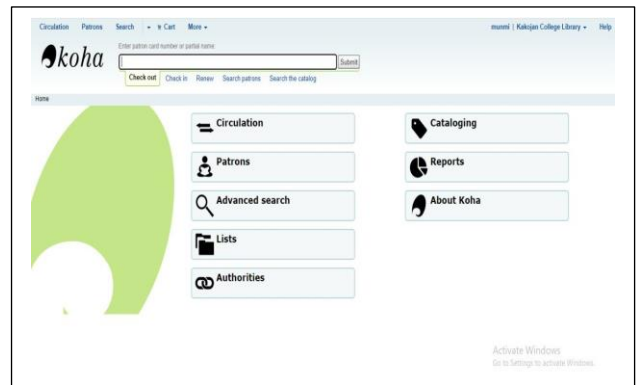 Circulation Patrons Search Cart More
munmi | Kakojan College Library Help
koha
Enter patron card number or partial name
Submit
Check out Check in Renew Search patrons Search the catalog
Home
Circulation
Cataloging
Patrons
Reports
Advanced search
About Koha
Lists
Authorities
Activate Windows
Go to Settings to activate Windows.